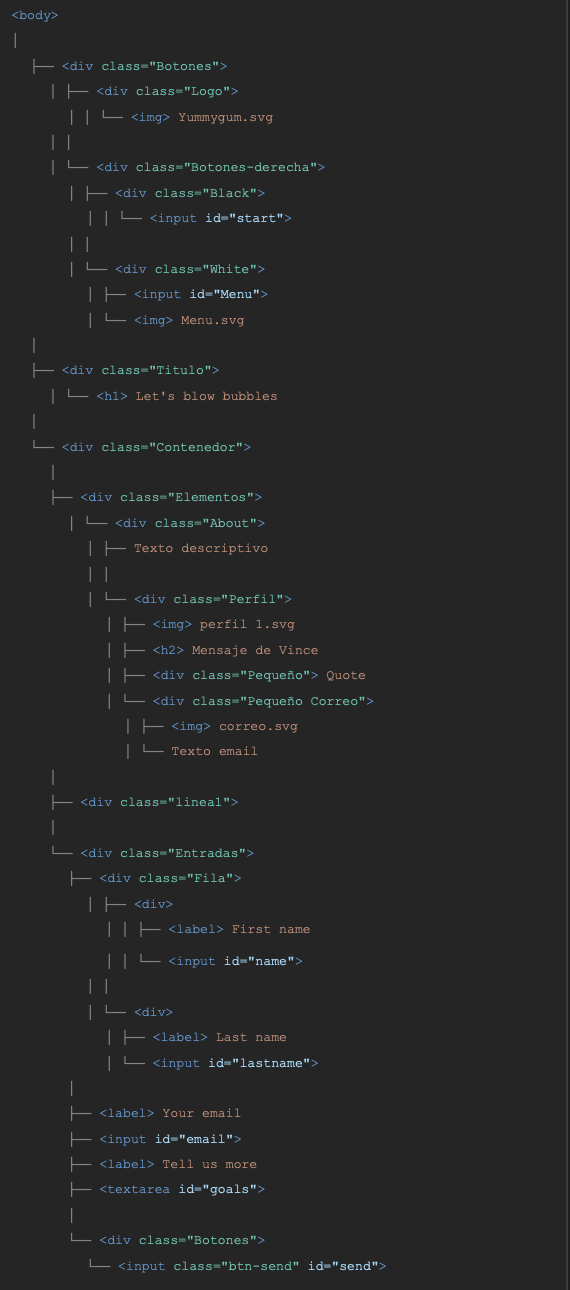 <body>
│
├── <div class="Botones">
│ ├── <div class="Logo">
│ │ └── <img> Yummygum.svg
│ │
│ └── <div class="Botones-derecha">
│ ├── <div class="Black">
│ │ └── <input id="start">
│ │
│ └── <div class="White">
│ ├── <input id="Menu">
│ └── <img> Menu.svg
│
├── <div class="Titulo">
│ └── <h1> Let's blow bubbles
│
└── <div class="Contenedor">
│
├── <div class="Elementos">
│ └── <div class="About">
│ ├── Texto descriptivo
│ │
│ └── <div class="Perfil">
│ ├── <img> perfil 1.svg
│ ├── <h2> Mensaje de Vince
│ ├── <div class="Pequeño"> Quote
│ └── <div class="Pequeño Correo">
│ ├── <img> correo.svg
│ └── Texto email
│
├── <div class="linea1">
│
└── <div class="Entradas">
├── <div class="Fila">
│ ├── <div>
│ │ ├── <label> First name
│ │ └── <input id="name">
│ │
│ └── <div>
│ ├── <label> Last name
│ └── <input id="lastname">
│
├── <label> Your email
├── <input id="email">
├── <label> Tell us more
├── <textarea id="goals">
│
└── <div class="Botones">
└── <input class="btn-send" id="send">